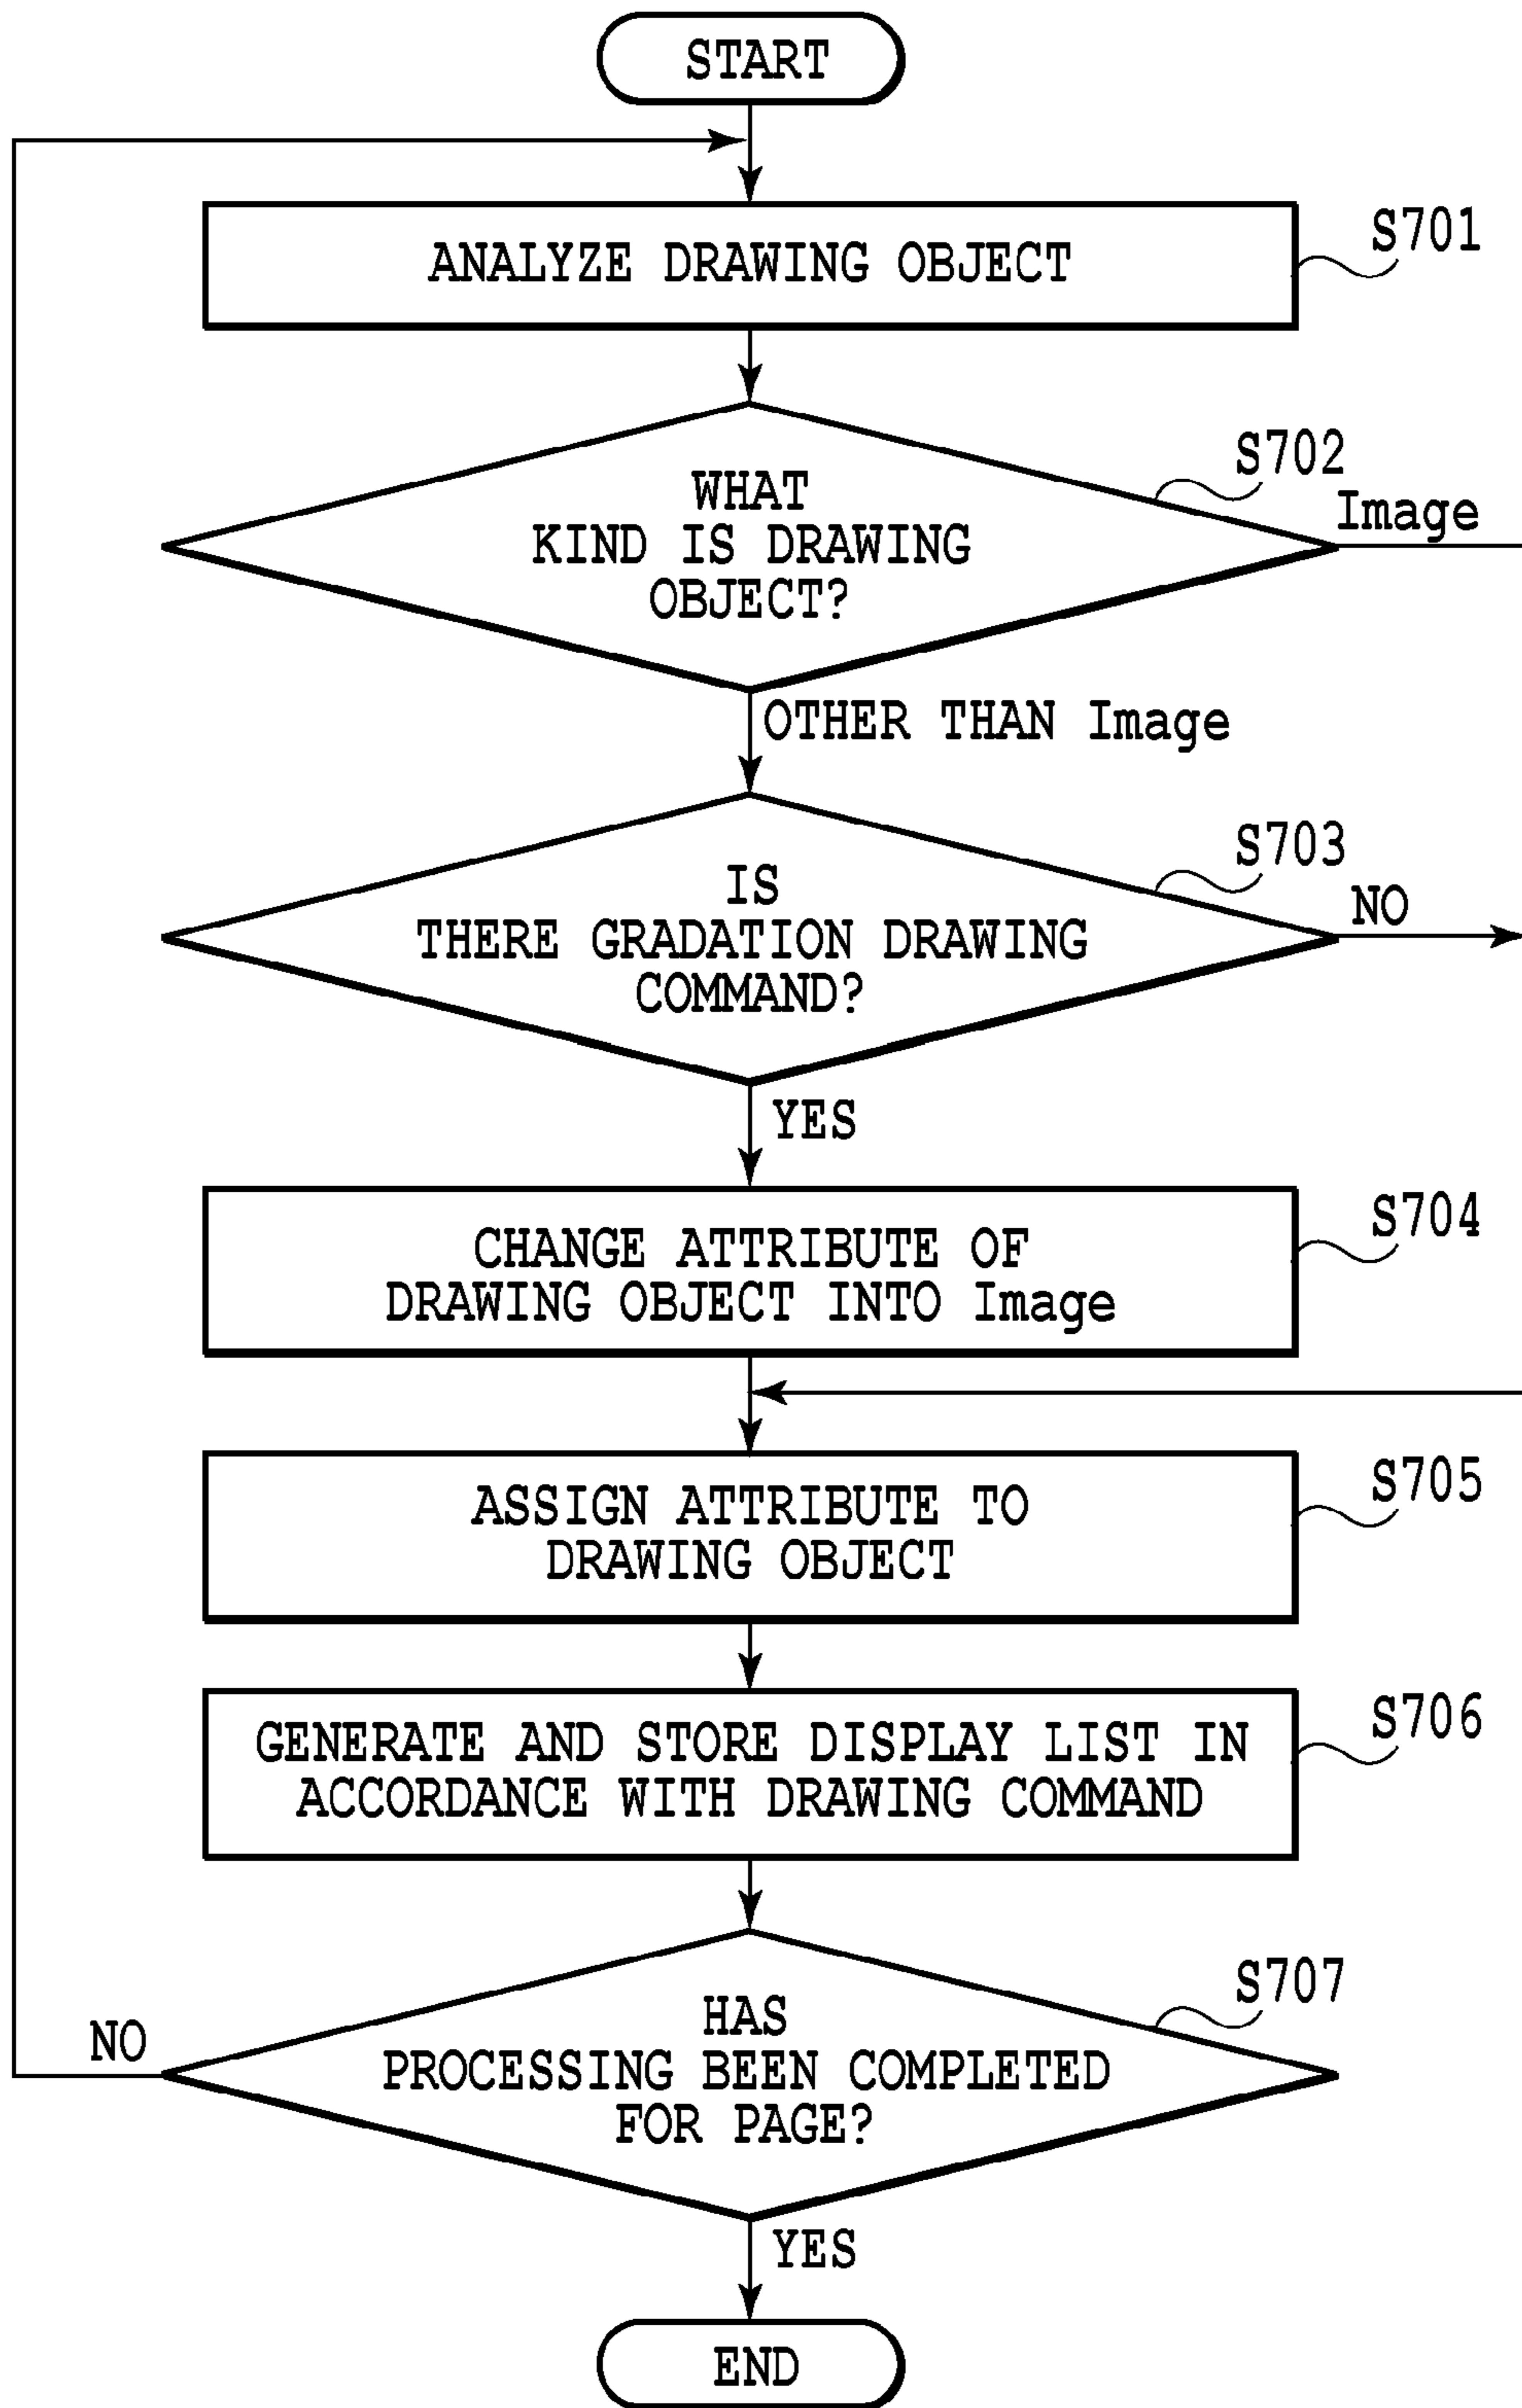 START
ANALYZE DRAWING OBJECT
S701
WHAT
KIND IS DRAWING
OBJECT?
S702
Image
OTHER THAN Image
IS
THERE GRADATION DRAWING
COMMAND?
S703
NO
YES
CHANGE ATTRIBUTE OF
DRAWING OBJECT INTO Image
S704
ASSIGN ATTRIBUTE TO
DRAWING OBJECT
S705
GENERATE AND STORE DISPLAY LIST IN
ACCORDANCE WITH DRAWING COMMAND
S706
HAS
PROCESSING BEEN COMPLETED
FOR PAGE?
S707
NO
YES
END